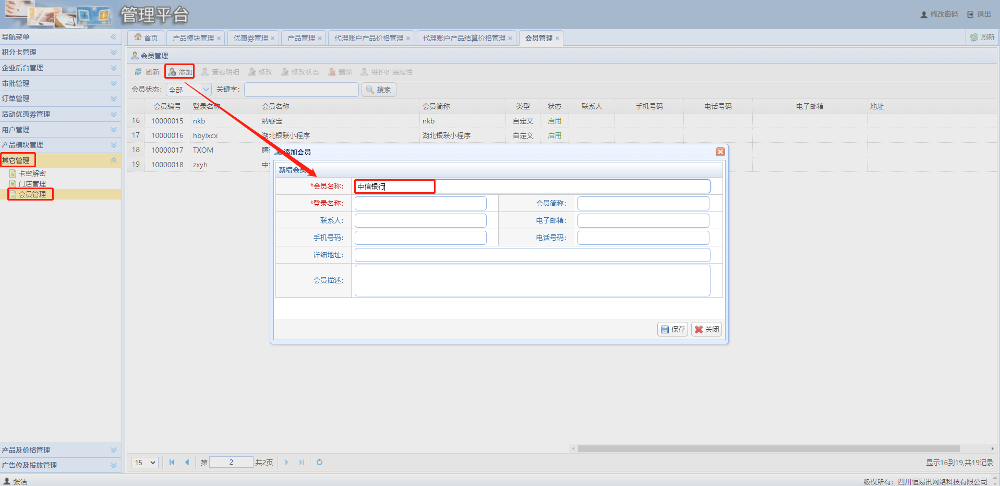 管理平台
修改密码 退出
导航菜单
积分卡管理
企业后台管理
审批管理
订单管理
活动优惠券管理
用户管理
产品模块管理
其它管理
卡密解密
门店管理
会员管理
产品及价格管理
广告位及投放管理
首页 产品模块管理 优惠券管理 产品管理 代理账户产品价格管理 代理账户产品结算价格管理 会员管理 刷新
会员管理
刷新 添加 查看明细 修改 修改状态 删除 维护扩展属性
会员状态: 全部 关键字: 搜索
会员编号 登录名称 会员名称 会员简称 类型 状态 联系人 手机号码 电话号码 电子邮箱 地址
16 10000015 nkb 纳客宝 nkb 自定义 启用
17 10000016 hbylxcx 湖北银联小程序 湖北银联小程序 自定义 启用
18 10000017 TXOM
19 10000018 zxyh 中
添加会员
新增会员
*会员名称: 中信银行
*登录名称: 会员简称:
联系人: 电子邮箱:
手机号码: 电话号码:
详细地址:
会员描述:
保存 关闭
15 第 2 共2页 显示16到19,共19记录
张洁 版权所有: 四川恒易讯网络科技有限公司